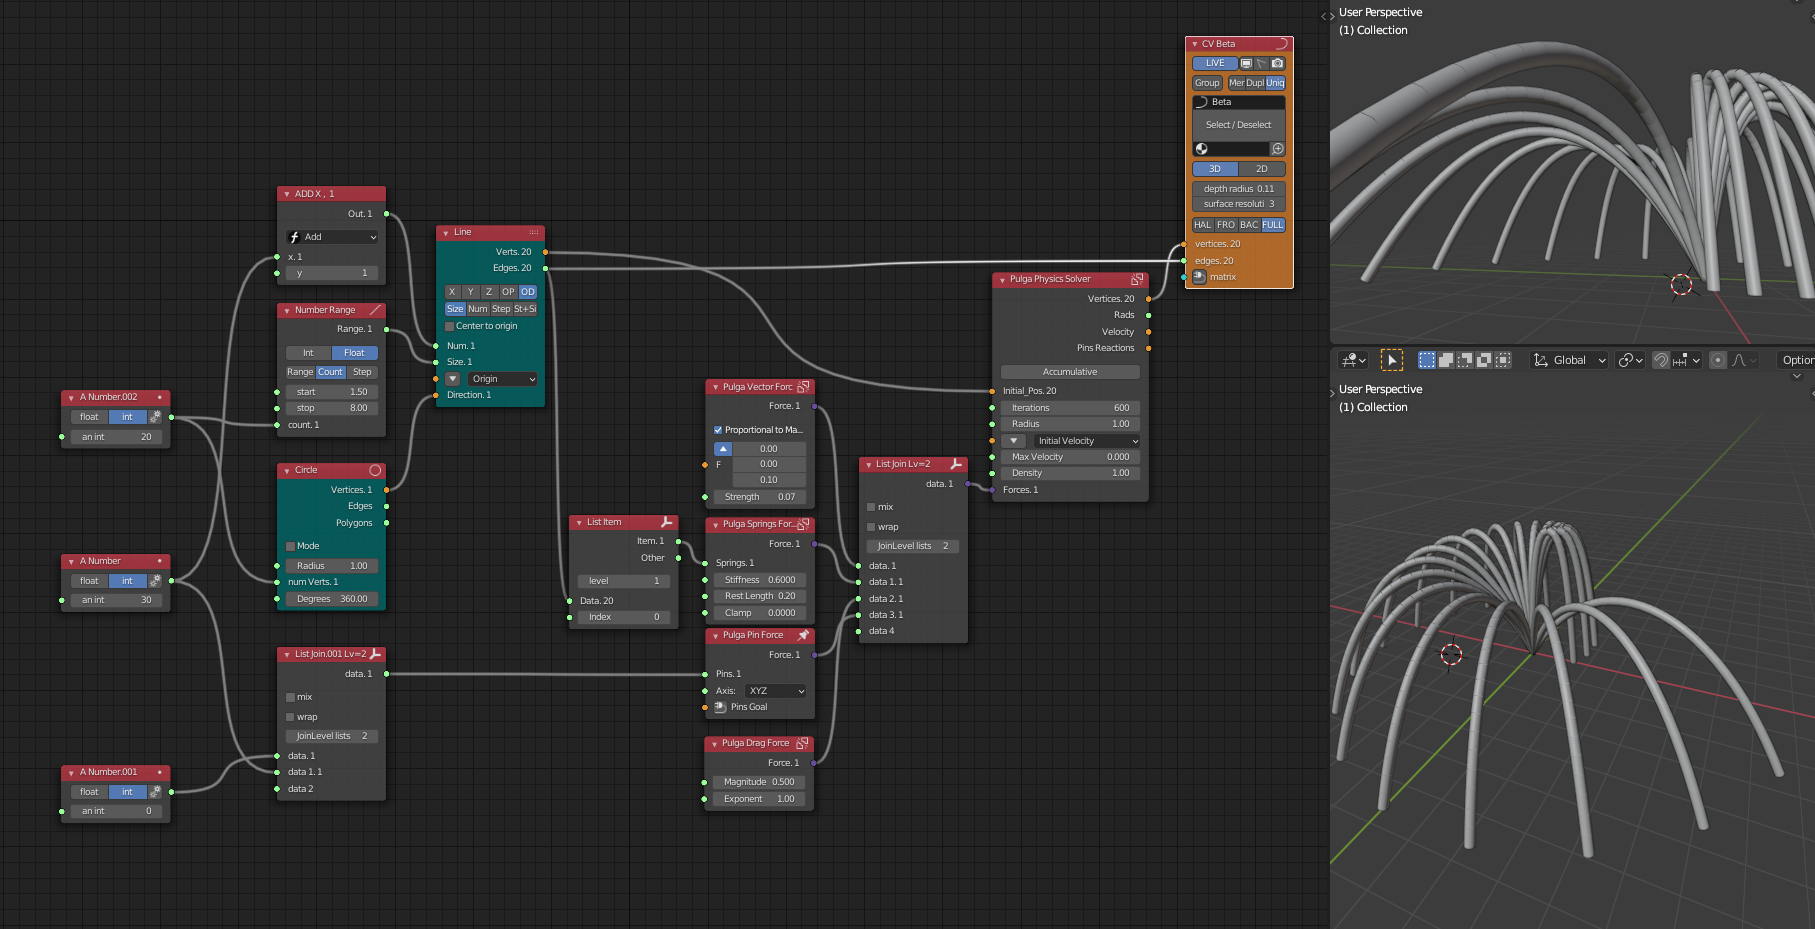 A Number.002
float int
an int 20
A Number
float int
an int 30
A Number.001
float int
an int 0
ADD X , 1
Out. 1
Add
x. 1
y 1
Number Range
Range. 1
Int Float
Range Count Step
start 1.50
stop 8.00
count. 1
Circle
Vertices. 1
Edges
Polygons
Mode
Radius 1.00
num Verts. 1
Degrees 360.00
List Join.001 Lv=2
data. 1
mix
wrap
JoinLevel lists 2
data. 1
data 1. 1
data 2
Line
Verts. 20
Edges. 20
X Y Z OP OD
Size Num Step St+Si
Center to origin
Num. 1
Size. 1
Origin
Direction. 1
List Item
Item. 1
Other
level 1
Data. 20
Index 0
Pulga Vector Forc
Force. 1
Proportional to Ma...
0.00
F 0.00
0.10
Strength 0.07
Pulga Springs For...
Force. 1
Springs. 1
Stiffness 0.6000
Rest Length 0.20
Clamp 0.0000
Pulga Pin Force
Force. 1
Pins. 1
Axis: XYZ
Pins Goal
Pulga Drag Force
Force. 1
Magnitude 0.500
Exponent 1.00
List Join Lv=2
data. 1
mix
wrap
JoinLevel lists 2
data. 1
data 1. 1
data 2. 1
data 3. 1
data 4
Pulga Physics Solver
Vertices. 20
Rads
Velocity
Pins Reactions
Accumulative
Initial_Pos. 20
Iterations 600
Radius 1.00
Initial Velocity
Max Velocity 0.000
Density 1.00
Forces. 1
CV Beta
LIVE
Group Mer Dupl Uniq
Beta
Select / Deselect
3D 2D
depth radius 0.11
surface resoluti 3
HAL FRO BAC FULL
vertices. 20
edges. 20
matrix
User Perspective
(1) Collection
Global
Option
User Perspective
(1) Collection